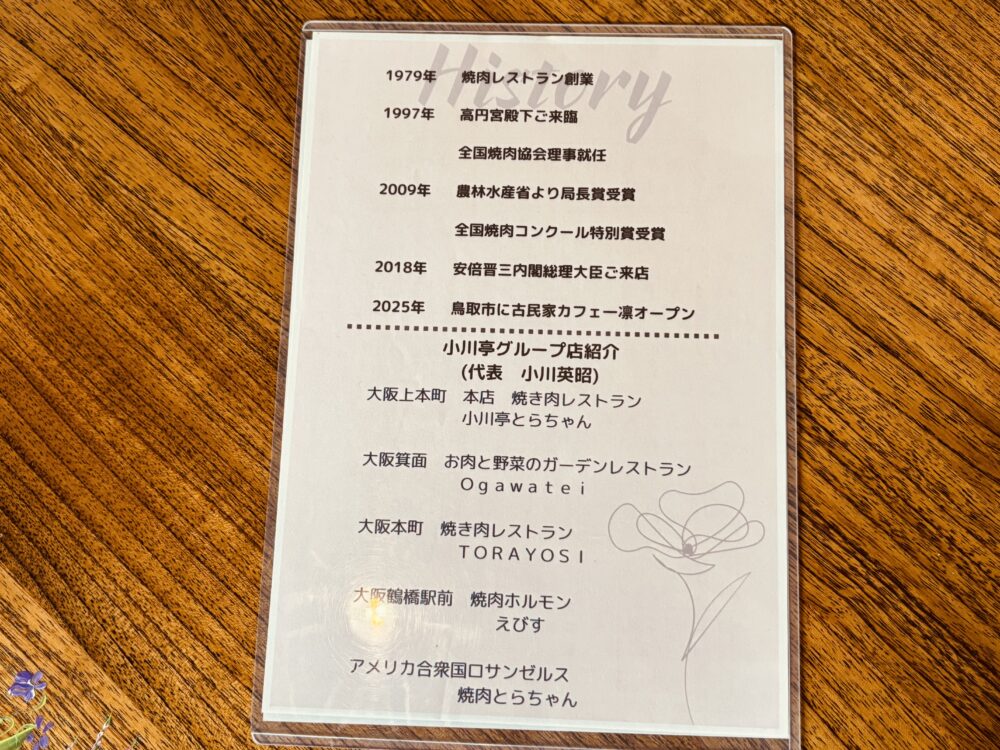 History
1979年 焼肉レストラン創業
1997年 高円宮殿下ご来臨
全国焼肉協会理事就任
2009年 農林水産省より局長賞受賞
全国焼肉コンクール特別賞受賞
2018年 安倍晋三内閣総理大臣ご来店
2025年 鳥取市に古民家カフェー凛オープン
小川亭グループ店紹介
(代表 小川英昭)
大阪上本町 本店 焼き肉レストラン
小川亭とらちゃん
大阪箕面 お肉と野菜のガーデンレストラン
Ogawatei
大阪本町 焼き肉レストラン
TORAYOSI
大阪鶴橋駅前 焼肉ホルモン
えびす
アメリカ合衆国ロサンゼルス
焼肉とらちゃん